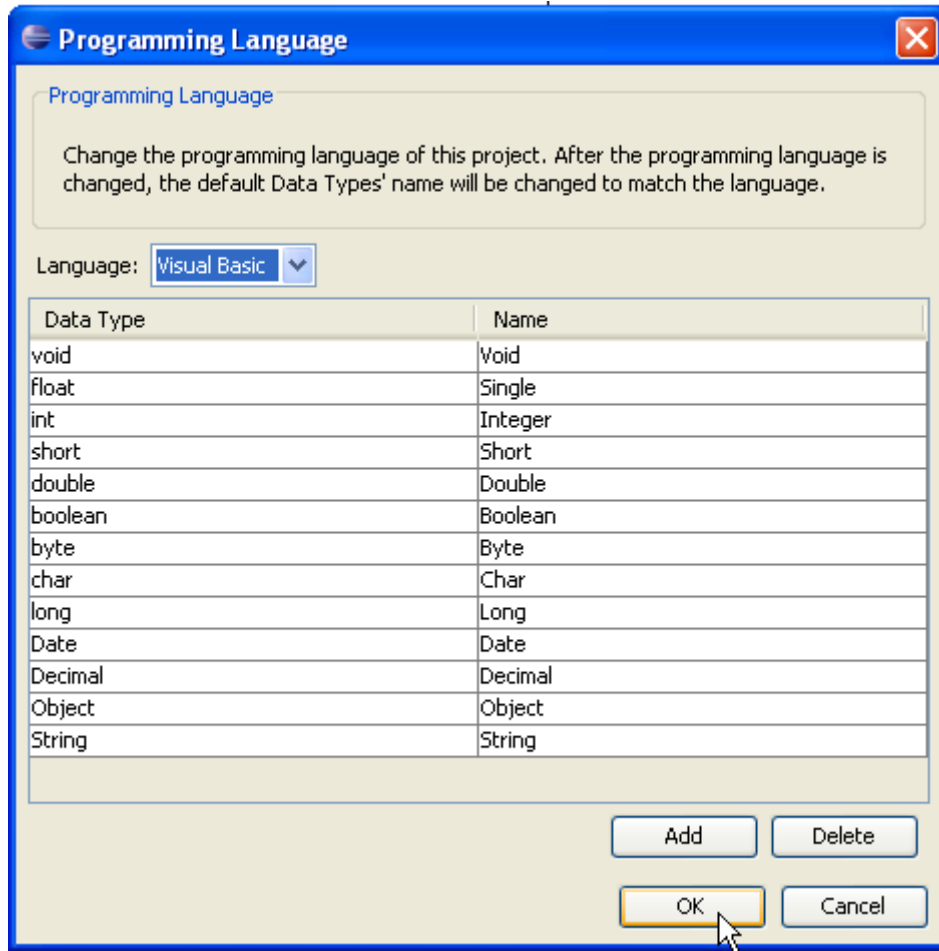 Programming Language
Programming Language
Change the programming language of this project. After the programming language is
changed, the default Data Types' name will be changed to match the language.
Language: Visual Basic
Data Type Name
void Void
float Single
int Integer
short Short
double Double
boolean Boolean
byte Byte
char Char
long Long
Date Date
Decimal Decimal
Object Object
String String
Add Delete
OK Cancel